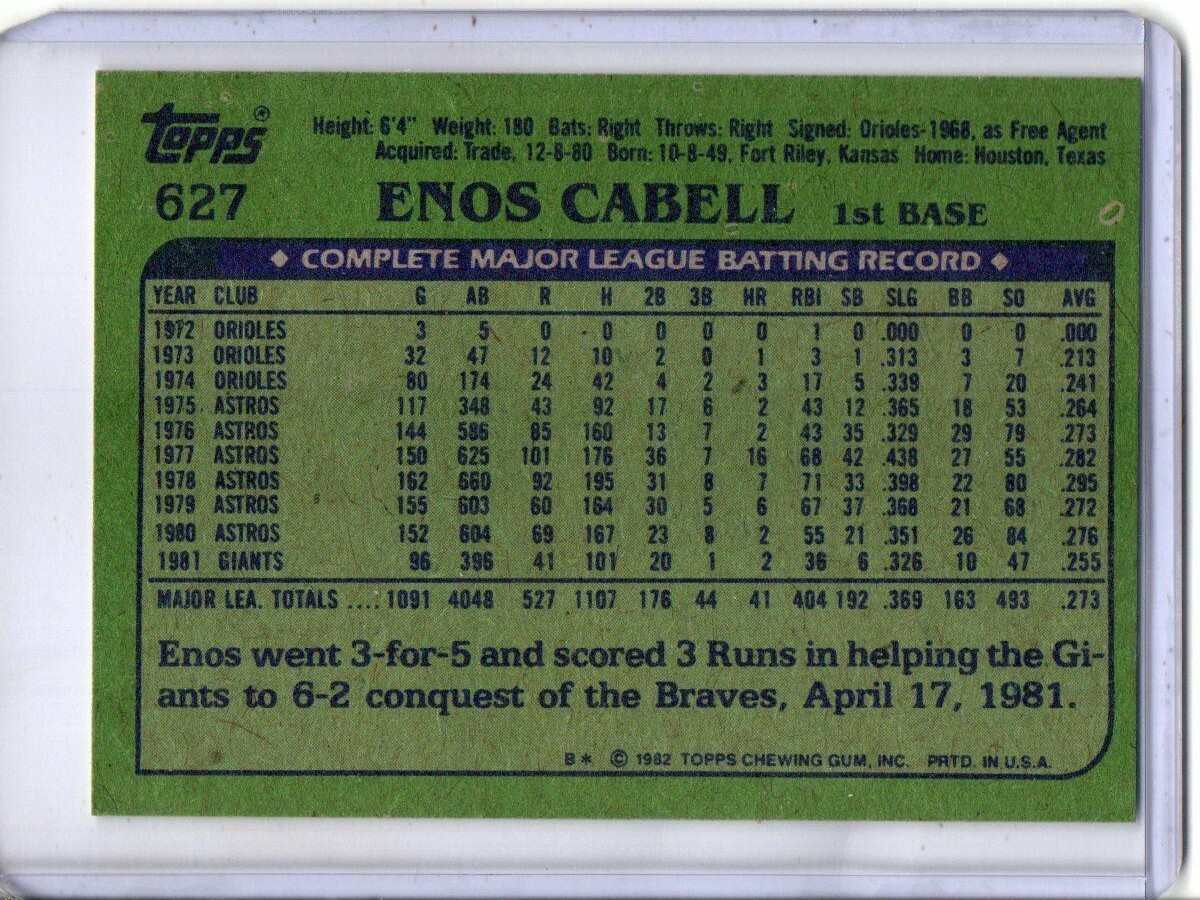 Topps®
Height: 6'4" Weight: 180 Bats: Right Throws: Right Signed: Orioles-1968, as Free Agent
Acquired: Trade, 12-8-80 Born: 10-8-49, Fort Riley, Kansas Home: Houston, Texas
627 ENOS CABELL 1st BASE
◆ COMPLETE MAJOR LEAGUE BATTING RECORD ◆
YEAR CLUB G AB R H 2B 3B HR RBI SB SLG BB SO AVG
1972 ORIOLES 3 5 0 0 0 0 0 1 0 .000 0 0 .000
1973 ORIOLES 32 47 12 10 2 0 1 3 1 .313 3 7 .213
1974 ORIOLES 80 174 24 42 4 2 3 17 5 .339 7 20 .241
1975 ASTROS 117 348 43 92 17 6 2 43 12 .365 18 53 .264
1976 ASTROS 144 586 85 160 13 7 2 43 35 .329 29 79 .273
1977 ASTROS 150 625 101 176 36 7 16 68 42 .438 27 55 .282
1978 ASTROS 162 660 92 195 31 8 7 71 33 .398 22 80 .295
1979 ASTROS 155 603 60 164 30 5 6 67 37 .368 21 68 .272
1980 ASTROS 152 604 69 167 23 8 2 55 21 .351 26 84 .276
1981 GIANTS 96 396 41 101 20 1 2 36 6 .326 10 47 .255
MAJOR LEA. TOTALS .... 1091 4048 527 1107 176 44 41 404 192 .369 163 493 .273
Enos went 3-for-5 and scored 3 Runs in helping the Gi-
ants to 6-2 conquest of the Braves, April 17, 1981.
B* © 1982 TOPPS CHEWING GUM, INC. PRTD. IN U.S.A.